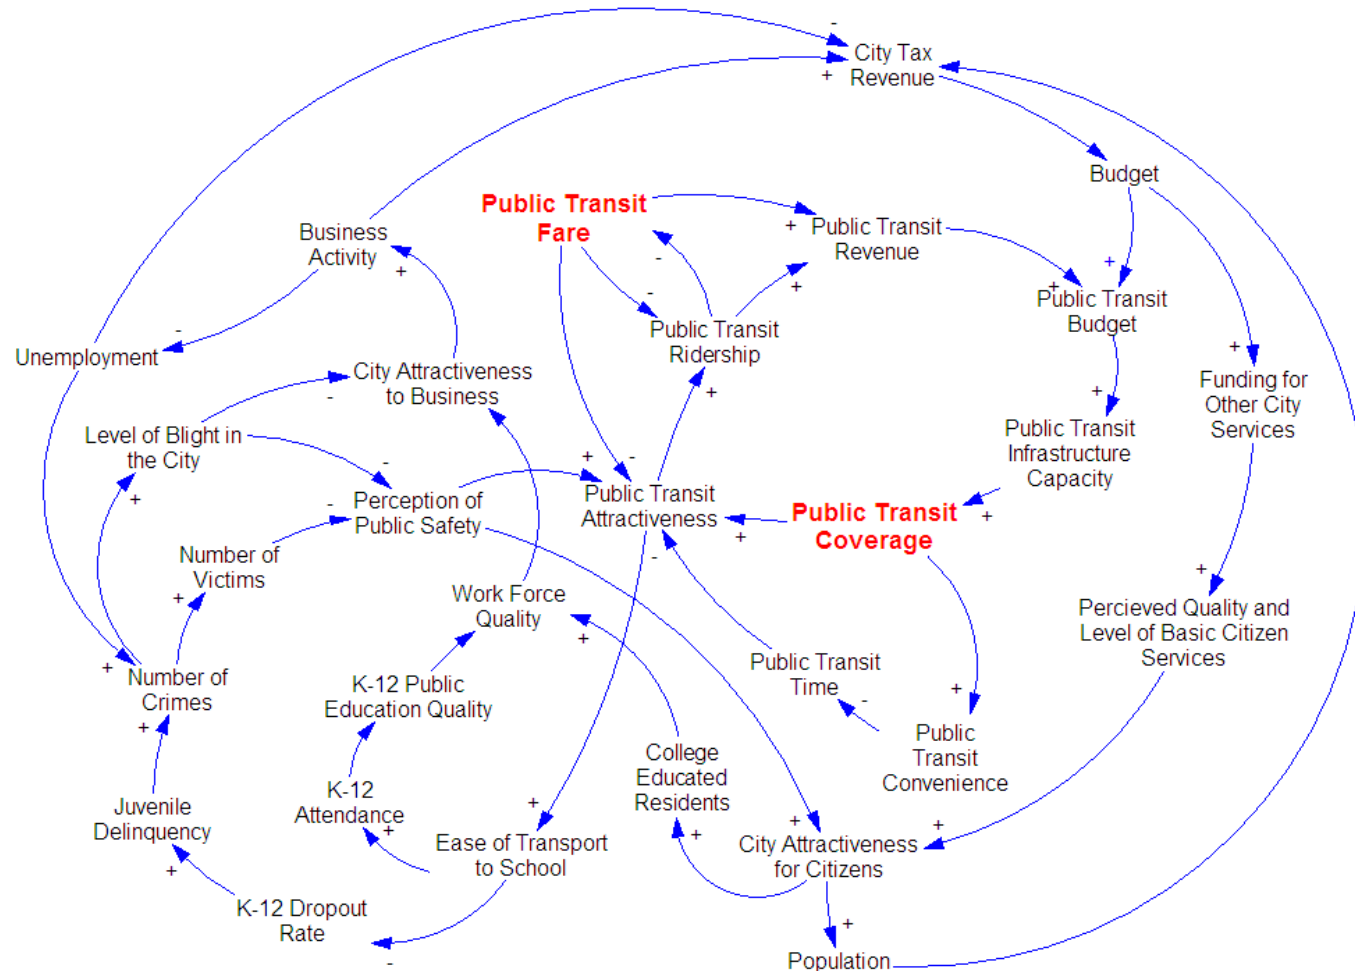 -
City Tax
Revenue
+
Budget
Public Transit
Fare
Business
Activity
+
Public Transit
Revenue
+
-
+
+
-
+
Public Transit
Budget
Public Transit
Ridership
-
Unemployment
+
City Attractiveness
to Business
-
+
+
Funding for
Other City
Services
Level of Blight in
the City
Public Transit
Infrastructure
Capacity
-
+
-
+
-
Perception of
Public Safety
Public Transit
Attractiveness
Public Transit
Coverage
+
+
-
Number of
Victims
+
+
Work Force
Quality
+
Percieved Quality and
Level of Basic Citizen
Services
+
Number of
Crimes
Public Transit
Time
+
-
K-12 Public
Education Quality
+
Public
Transit
Convenience
College
Educated
Residents
K-12
Attendance
Juvenile
Delinquency
+
+
+
+
+
Ease of Transport
to School
City Attractiveness
for Citizens
+
K-12 Dropout
Rate
+
-
Population